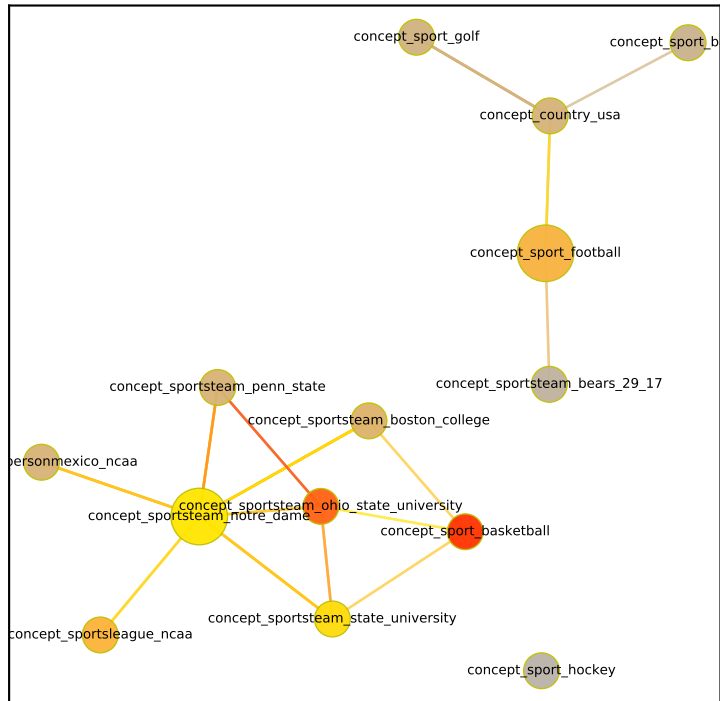 concept_sport_golf
concept_sport_b
concept_country_usa
concept_sport_football
concept_sportsteam_bears_29_17
concept_sportsteam_penn_state
concept_sportsteam_boston_college
personmexico_ncaa
concept_sportsteam_ohio_state_university
concept_sportsteam_notre_dame
concept_sport_basketball
concept_sportsteam_state_university
concept_sportsleague_ncaa
concept_sport_hockey